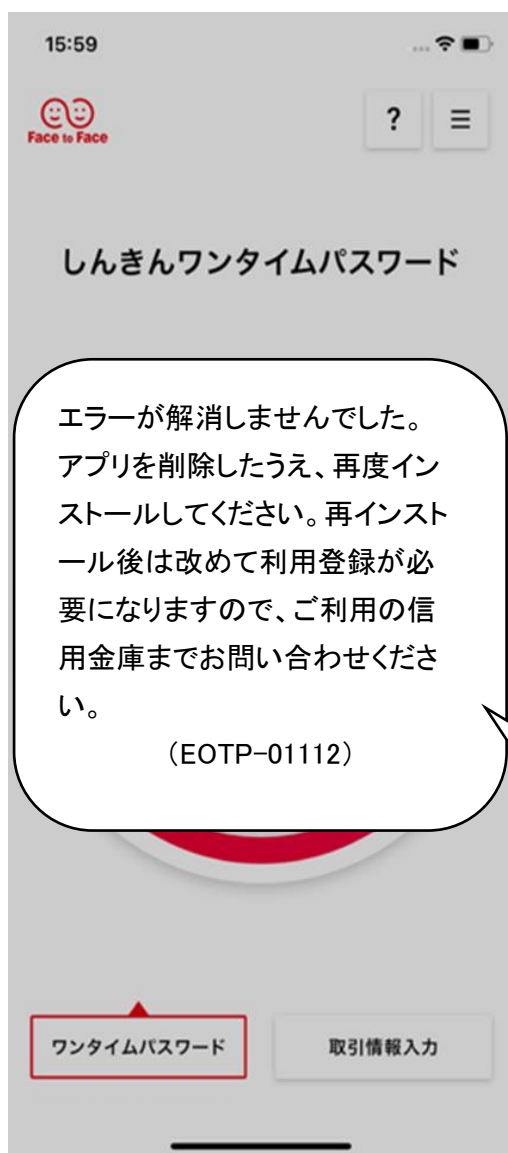 15:59
Face to Face
?
しんきんワンタイムパスワード
エラーが解消しませんでした。
アプリを削除したうえ、再度イン
ストールしてください。再インスト
ール後は改めて利用登録が必
要になりますので、ご利用の信
用金庫までお問い合わせくださ
い。
（EOTP-01112）
ワンタイムパスワード
取引情報入力